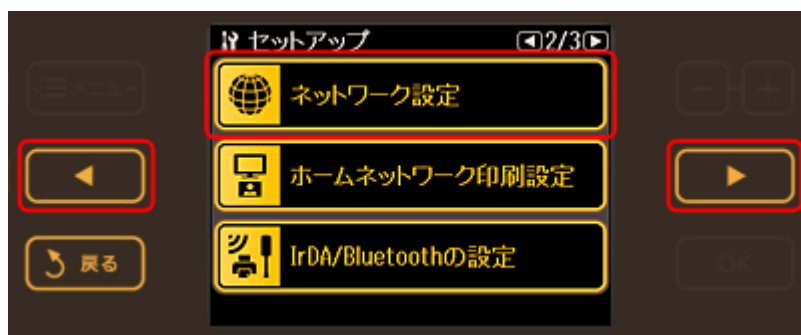 セットアップ
2/3
メニュー
ネットワーク設定
ホームネットワーク印刷設定
戻る
IrDA/Bluetoothの設定
OK